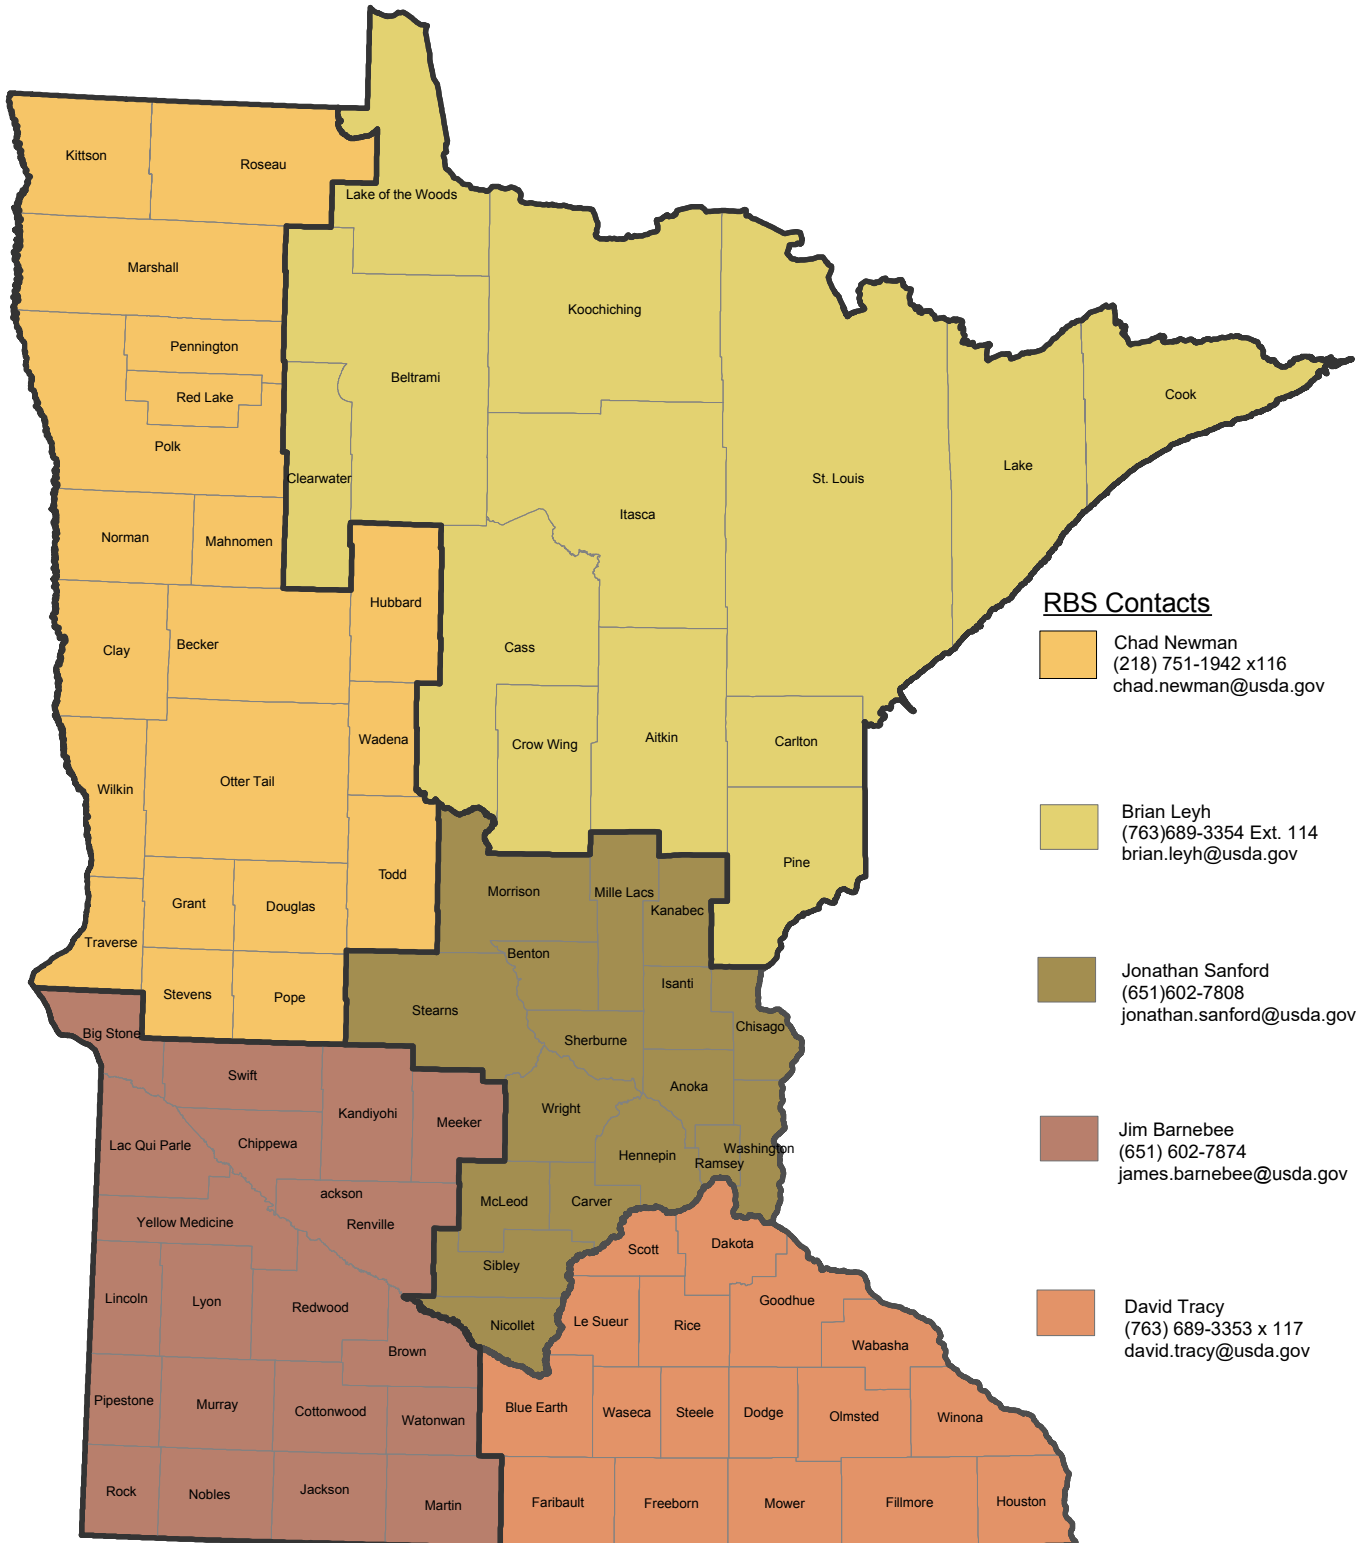 Kittson
Roseau
Lake of the Woods
Marshall
Koochiching
Pennington
Beltrami
Red Lake
Cook
Polk
Lake
Clearwater
St. Louis
Itasca
Norman
Mahnomen
Hubbard
Becker
Clay
Cass
Wadena
Crow Wing
Aitkin
Carlton
Otter Tail
Wilkin
Pine
Todd
Morrison
Mille Lacs
Grant
Douglas
Kanabec
Traverse
Benton
Isanti
Stevens
Pope
Stearns
Chisago
Big Stone
Sherburne
Swift
Anoka
Kandiyohi
Wright
Meeker
Lac Qui Parle
Chippewa
Washington
Hennepin
Ramsey
ackson
McLeod
Carver
Yellow Medicine
Renville
Scott
Dakota
Sibley
Lincoln
Lyon
Redwood
Goodhue
Nicollet
Le Sueur
Rice
Wabasha
Brown
Pipestone
Murray
Cottonwood
Watonwan
Blue Earth
Waseca
Steele
Dodge
Olmsted
Winona
Rock
Nobles
Jackson
Martin
Faribault
Freeborn
Mower
Fillmore
Houston
RBS Contacts
Chad Newman
(218) 751-1942 x116
chad.newman@usda.gov
Brian Leyh
(763)689-3354 Ext. 114
brian.leyh@usda.gov
Jonathan Sanford
(651)602-7808
jonathan.sanford@usda.gov
Jim Barnebee
(651) 602-7874
james.barnebee@usda.gov
David Tracy
(763) 689-3353 x 117
david.tracy@usda.gov